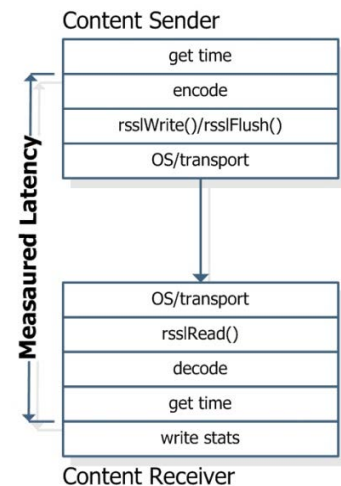 Content Sender
get time
encode
rsslWrite()/rsslFlush()
OS/transport
Measaured Latency
OS/transport
rsslRead()
decode
get time
write stats
Content Receiver